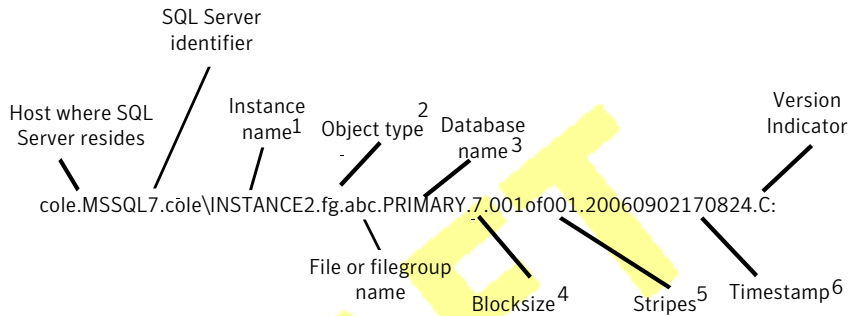 SQL Server
identifier
Host where SQL
Server resides
Instance
name1
Object type2
Database
name3
Version
Indicator
cole.MSSQL7.cole\INSTANCE2.fg.abc.PRIMARY.7.001of001.20060902170824.C:
File or filegroup
name
Blocksize4
Stripes5
Timestamp6